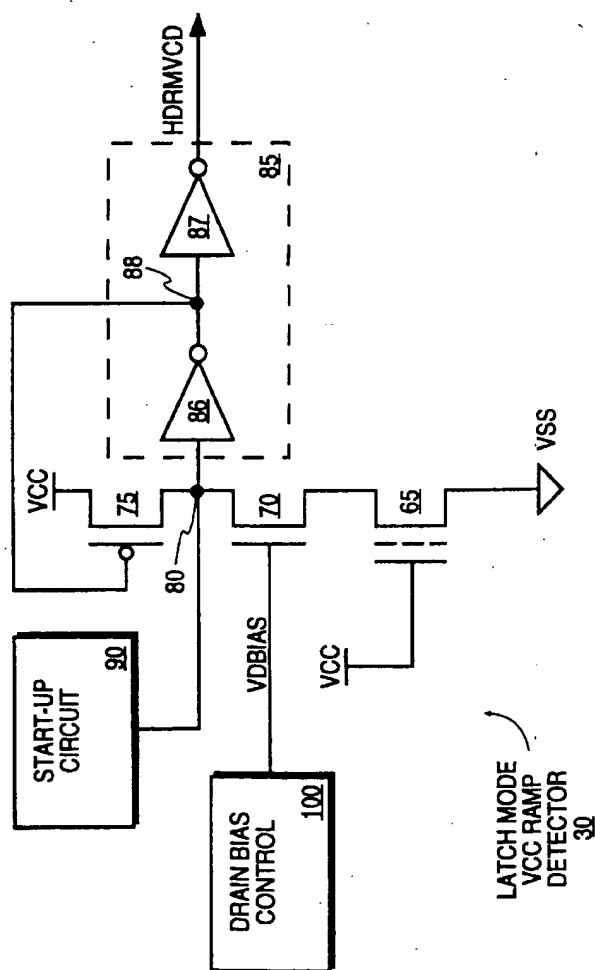 START-UP
CIRCUIT
90
VCC
75
80
88
86
87
85
HDRMVCD
DRAIN BIAS
CONTROL
100
VDBIAS
70
VCC
65
VSS
LATCH MODE
VCC RAMP
DETECTOR
30